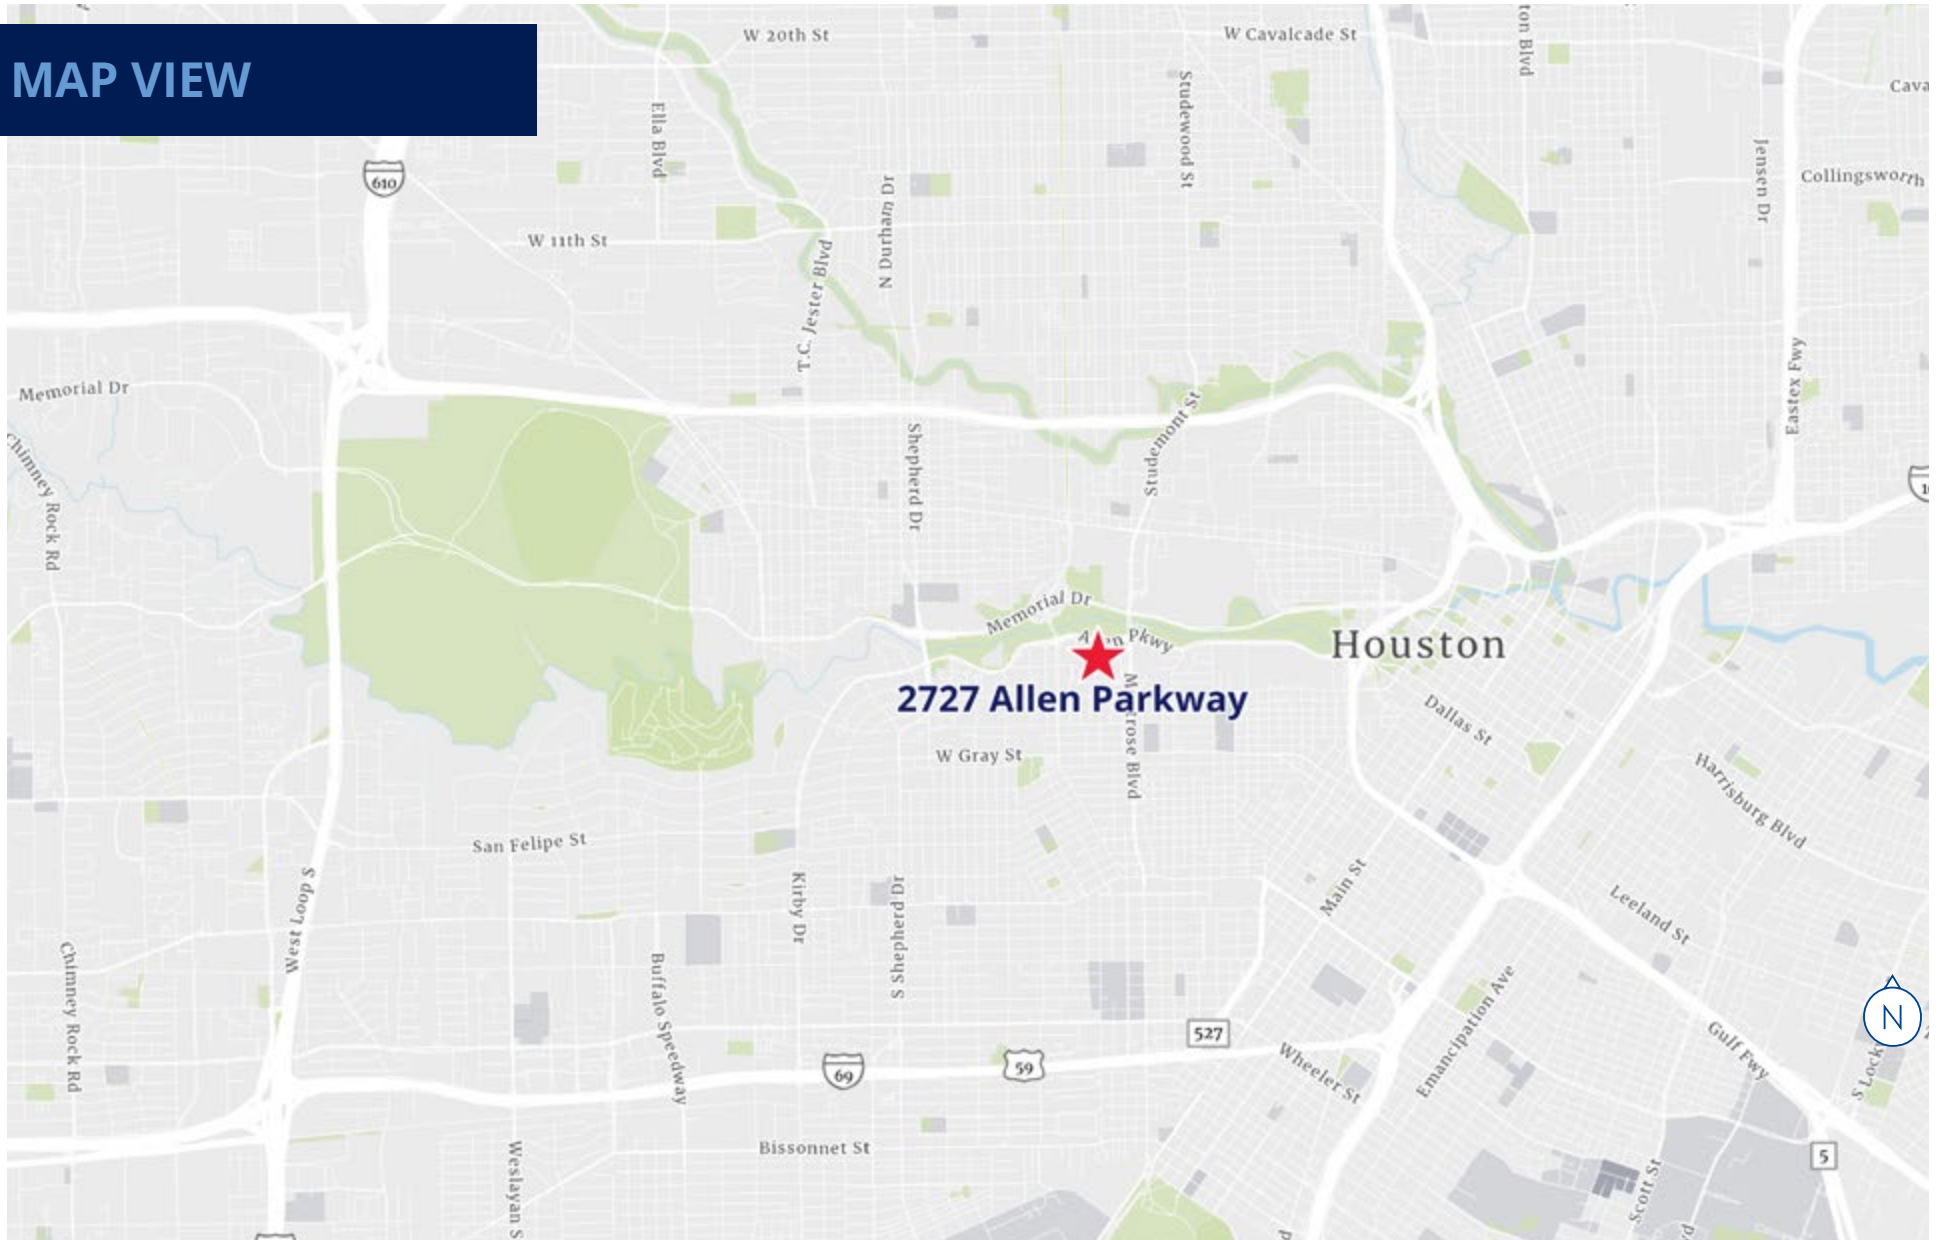 W 20th St
W Cavalcade St
MAP VIEW
Ella Blvd
Studewood St
Jensen Dr
Collingsworth
610
N Durham Dr
W 11th St
T.C. Jester Blvd
Memorial Dr
Eastex Fwy
Chimney Rock Rd
Shepherd Dr
Studemont St
Memorial Dr
Houston
2727 Allen Parkway
Dallas St
W Gray St
Harrisburg Blvd
San Felipe St
West Loop S
Kirby Dr
S Shepherd Dr
Main St
Leeland St
Chimney Rock Rd
Buffalo Speedway
Emancipation Ave
N
527
69
59
Wheeler St
Gulf Fwy
Bissonnet St
Weslayan S
5
Scott St